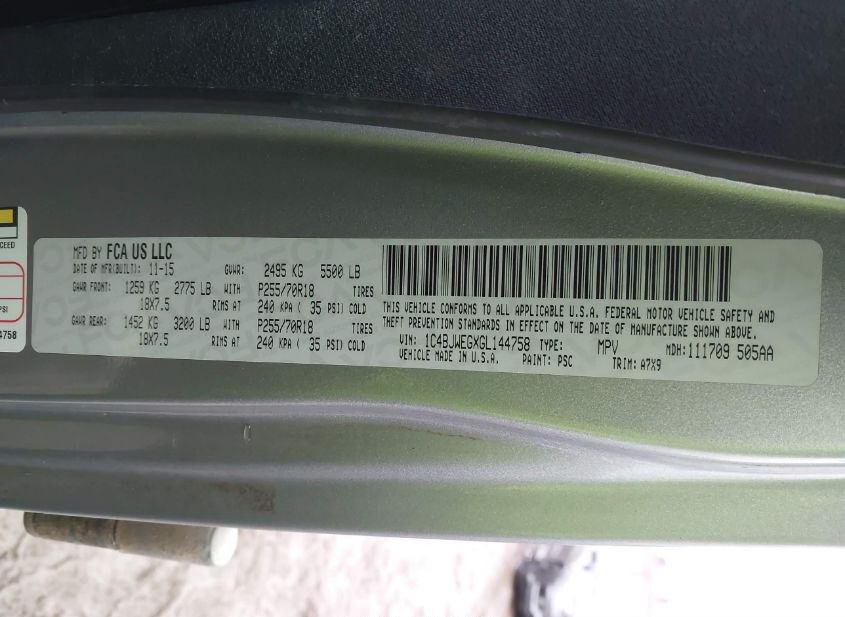 CEED
PSI
4758
MFD BY FCA US LLC
DATE OF MFR(BUILT): 11-15 GVWR: 2495 KG 5500 LB
GAWR FRONT: 1259 KG 2775 LB WITH P255/70R18 TIRES
18X7.5 RIMS AT 240 KPA ( 35 PSI) COLD
GAWR REAR: 1452 KG 3200 LB WITH P255/70R18 TIRES
18X7.5 RIMS AT 240 KPA ( 35 PSI) COLD
THIS VEHICLE CONFORMS TO ALL APPLICABLE U.S.A. FEDERAL MOTOR VEHICLE SAFETY AND
THEFT PREVENTION STANDARDS IN EFFECT ON THE DATE OF MANUFACTURE SHOWN ABOVE.
VIN: 1C4BJWEGXGL144758 TYPE: MPV MDH: 111709 505AA
VEHICLE MADE IN U.S.A. PAINT: PSC TRIM: A7X9